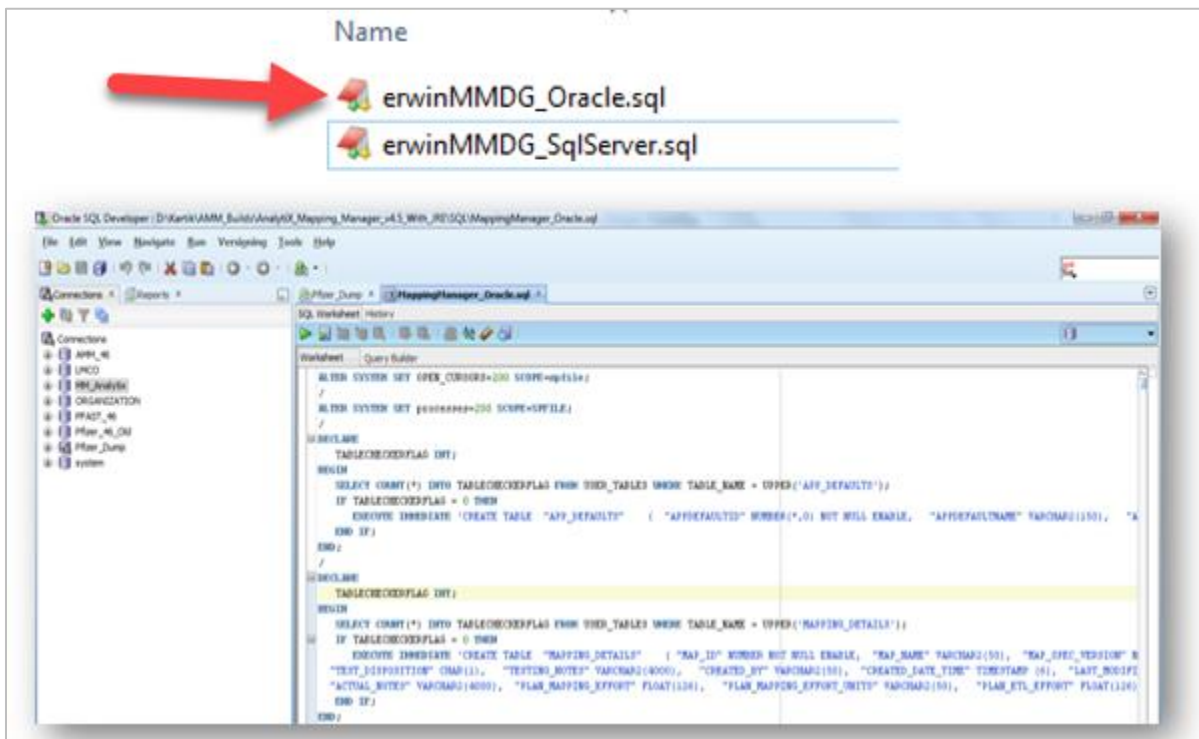 Name
erwinMMDG_Oracle.sql
erwinMMDG_SqlServer.sql
Oracle SQL Developer : D:\Kartik\AMM_Builds\AnalytiX_Mapping_Manager_v4.5_With_JRE\SQL\MappingManager_Oracle.sql
File Edit View Navigate Run Versioning Tools Help
Connections Reports Pfizer_Dump MappingManager_Oracle.sql
SQL Worksheet History
Worksheet Query Builder
Connections
AMM_46
LMCO
MM_Analytix
ORGANIZATION
PFAST_46
Pfizer_46_Old
Pfizer_Dump
system
ALTER SYSTEM SET OPEN_CURSORS=200 SCOPE=spfile;
/
ALTER SYSTEM SET processes=200 SCOPE=SPFILE;
/
DECLARE
TABLECHECKERFLAG INT;
BEGIN
SELECT COUNT(*) INTO TABLECHECKERFLAG FROM USER_TABLES WHERE TABLE_NAME = UPPER('APP_DEFAULTS');
IF TABLECHECKERFLAG = 0 THEN
EXECUTE IMMEDIATE 'CREATE TABLE "APP_DEFAULTS" ( "APPDEFAULTID" NUMBER(*,0) NOT NULL ENABLE, "APPDEFAULTNAME" VARCHAR2(150), "A
END IF;
END;
/
DECLARE
TABLECHECKERFLAG INT;
BEGIN
SELECT COUNT(*) INTO TABLECHECKERFLAG FROM USER_TABLES WHERE TABLE_NAME = UPPER('MAPPING_DETAILS');
IF TABLECHECKERFLAG = 0 THEN
EXECUTE IMMEDIATE 'CREATE TABLE "MAPPING_DETAILS" ( "MAP_ID" NUMBER NOT NULL ENABLE, "MAP_NAME" VARCHAR2(50), "MAP_SPEC_VERSION" N
"TEST_DISPOSITION" CHAR(1), "TESTING_NOTES" VARCHAR2(4000), "CREATED_BY" VARCHAR2(50), "CREATED_DATE_TIME" TIMESTAMP (6), "LAST_MODIFI
"ACTUAL_NOTES" VARCHAR2(4000), "PLAN_MAPPING_EFFORT" FLOAT(126), "PLAN_MAPPING_EFFORT_UNITS" VARCHAR2(50), "PLAN_ETL_EFFORT" FLOAT(126)
END IF;
END;